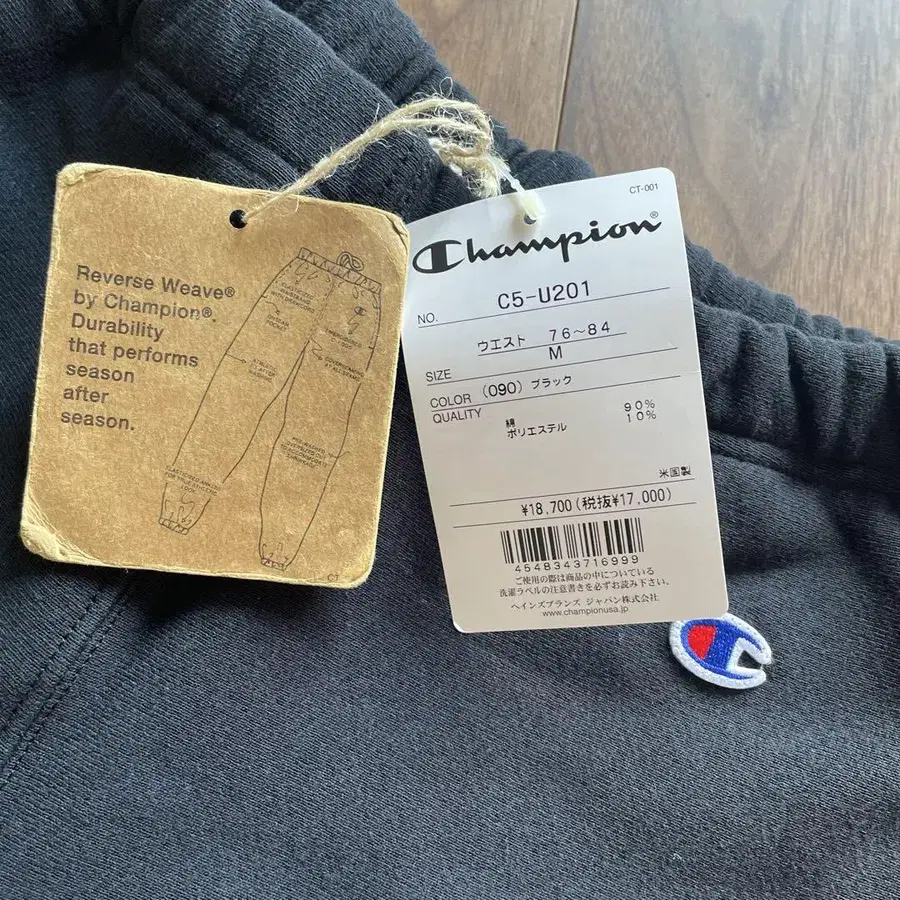 Reverse Weave®
by Champion®.
Durability
that performs
season
after
season.
CT
CT-001
Champion®
NO. C5-U201
ウエスト 76~84
SIZE M
COLOR (090) ブラック
QUALITY
綿 90%
ポリエステル 10%
米国製
¥18,700(税抜¥17,000)
4548343716999
ご使用の際は商品の中についている
洗濯ラベルの注意書きを必ずお読み下さい。
ヘインズブランズ ジャパン株式会社
www.championusa.jp